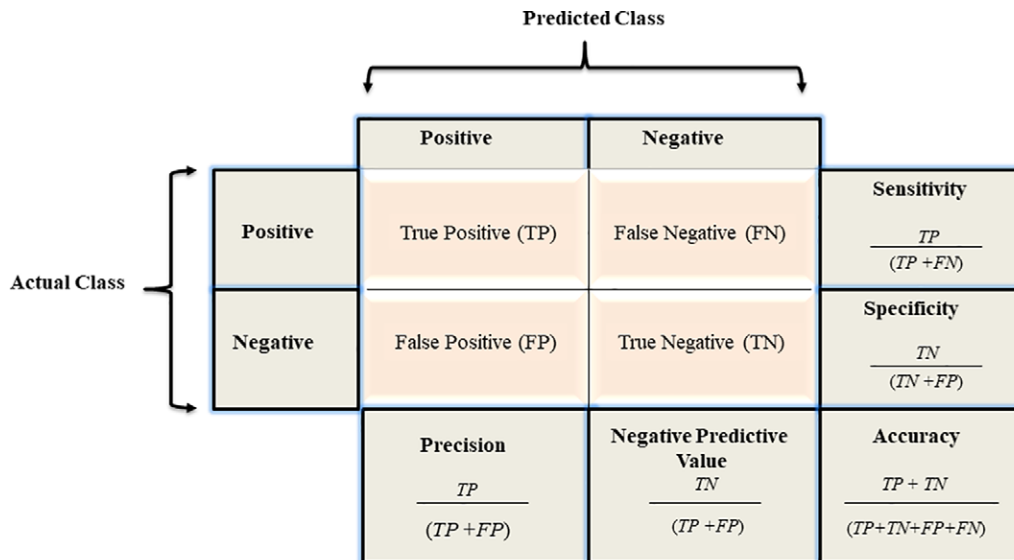 Predicted Class
Positive
Negative
Actual Class
Positive
True Positive (TP)
False Negative (FN)
Sensitivity
TP
(TP +FN)
Negative
False Positive (FP)
True Negative (TN)
Specificity
TN
(TN +FP)
Precision
TP
(TP +FP)
Negative Predictive
Value
TN
(TP +FP)
Accuracy
TP + TN
(TP+TN+FP+FN)